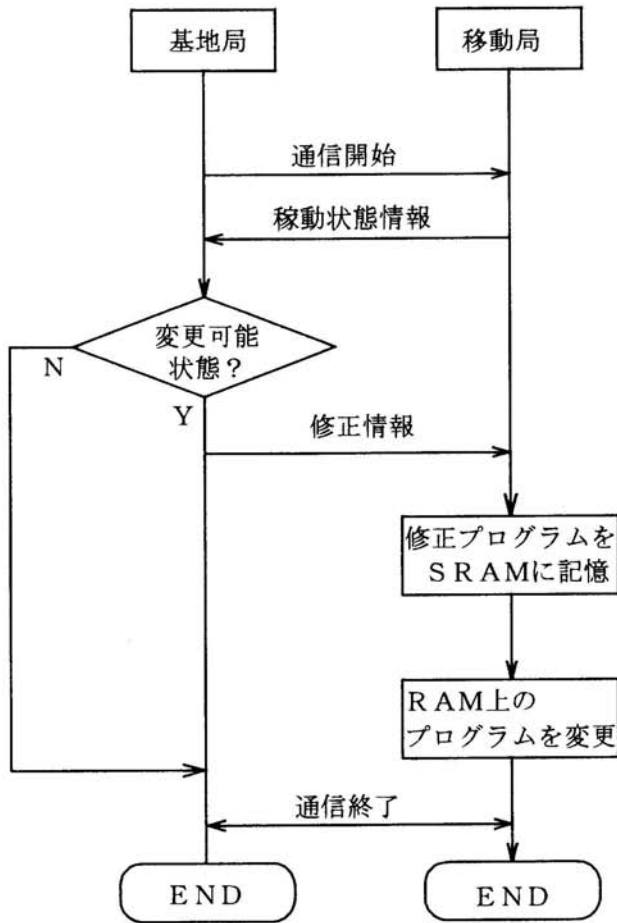 基地局
移動局
通信開始
稼動状態情報
変更可能
状態？
N
Y
修正情報
修正プログラムを
ＳＲＡＭに記憶
ＲＡＭ上の
プログラムを変更
通信終了
ＥＮＤ
ＥＮＤ